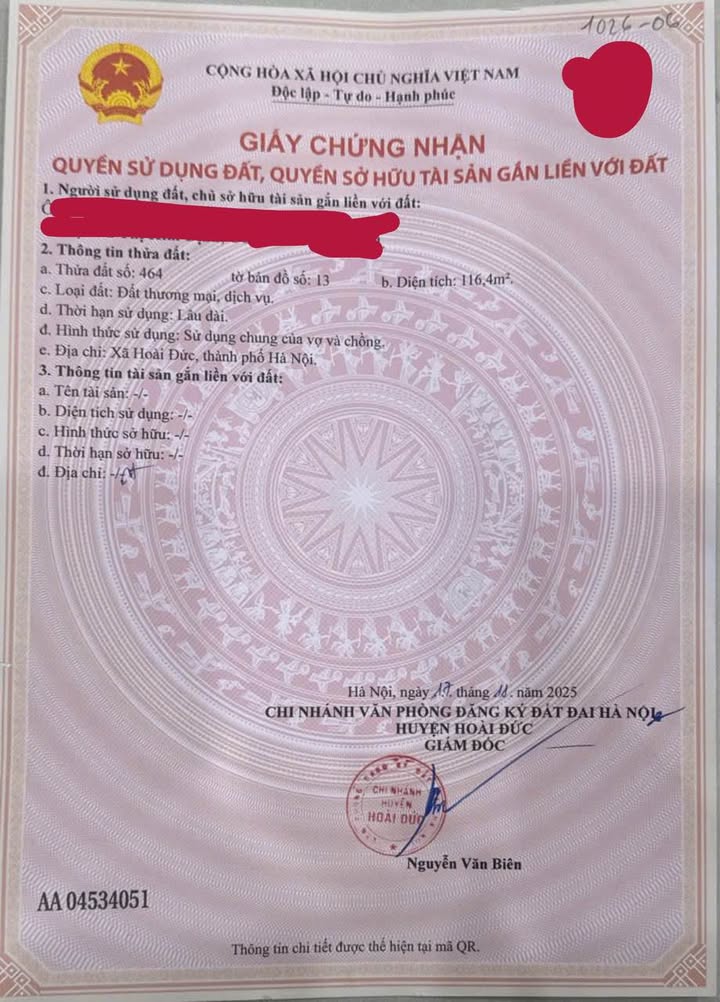 1026-06
CỘNG HÒA XÃ HỘI CHỦ NGHĨA VIỆT NAM
Độc lập - Tự do - Hạnh phúc
GIẤY CHỨNG NHẬN
QUYỀN SỬ DỤNG ĐẤT, QUYỀN SỞ HỮU TÀI SẢN GẮN LIỀN VỚI ĐẤT
1. Người sử dụng đất, chủ sở hữu tài sản gắn liền với đất:
2. Thông tin thửa đất:
a. Thửa đất số: 464 tờ bản đồ số: 13 b. Diện tích: 116,4m².
c. Loại đất: Đất thương mại, dịch vụ.
d. Thời hạn sử dụng: Lâu dài.
đ. Hình thức sử dụng: Sử dụng chung của vợ và chồng.
e. Địa chỉ: Xã Hoài Đức, thành phố Hà Nội.
3. Thông tin tài sản gắn liền với đất:
a. Tên tài sản: -/-
b. Diện tích sử dụng: -/-
c. Hình thức sở hữu: -/-
d. Thời hạn sở hữu: -/-
đ. Địa chỉ: -/-
Hà Nội, ngày 17. tháng 11. năm 2025
CHI NHÁNH VĂN PHÒNG ĐĂNG KÝ ĐẤT ĐAI HÀ NỘI
HUYỆN HOÀI ĐỨC
GIÁM ĐỐC
CHI NHÁNH
HUYỆN
HOÀI ĐỨC
Nguyễn Văn Biên
AA 04534051
Thông tin chi tiết được thể hiện tại mã QR.